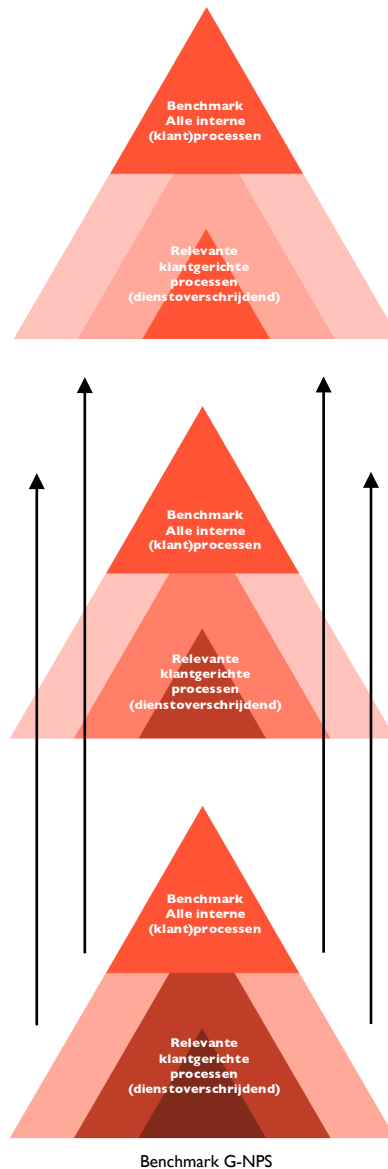 Benchmark
Alle interne
(klant)processen
Relevante
klantgerichte
processen
(dienstoverschrijdend)
Benchmark
Alle interne
(klant)processen
Relevante
klantgerichte
processen
(dienstoverschrijdend)
Benchmark
Alle interne
(klant)processen
Relevante
klantgerichte
processen
(dienstoverschrijdend)
Benchmark G-NPS